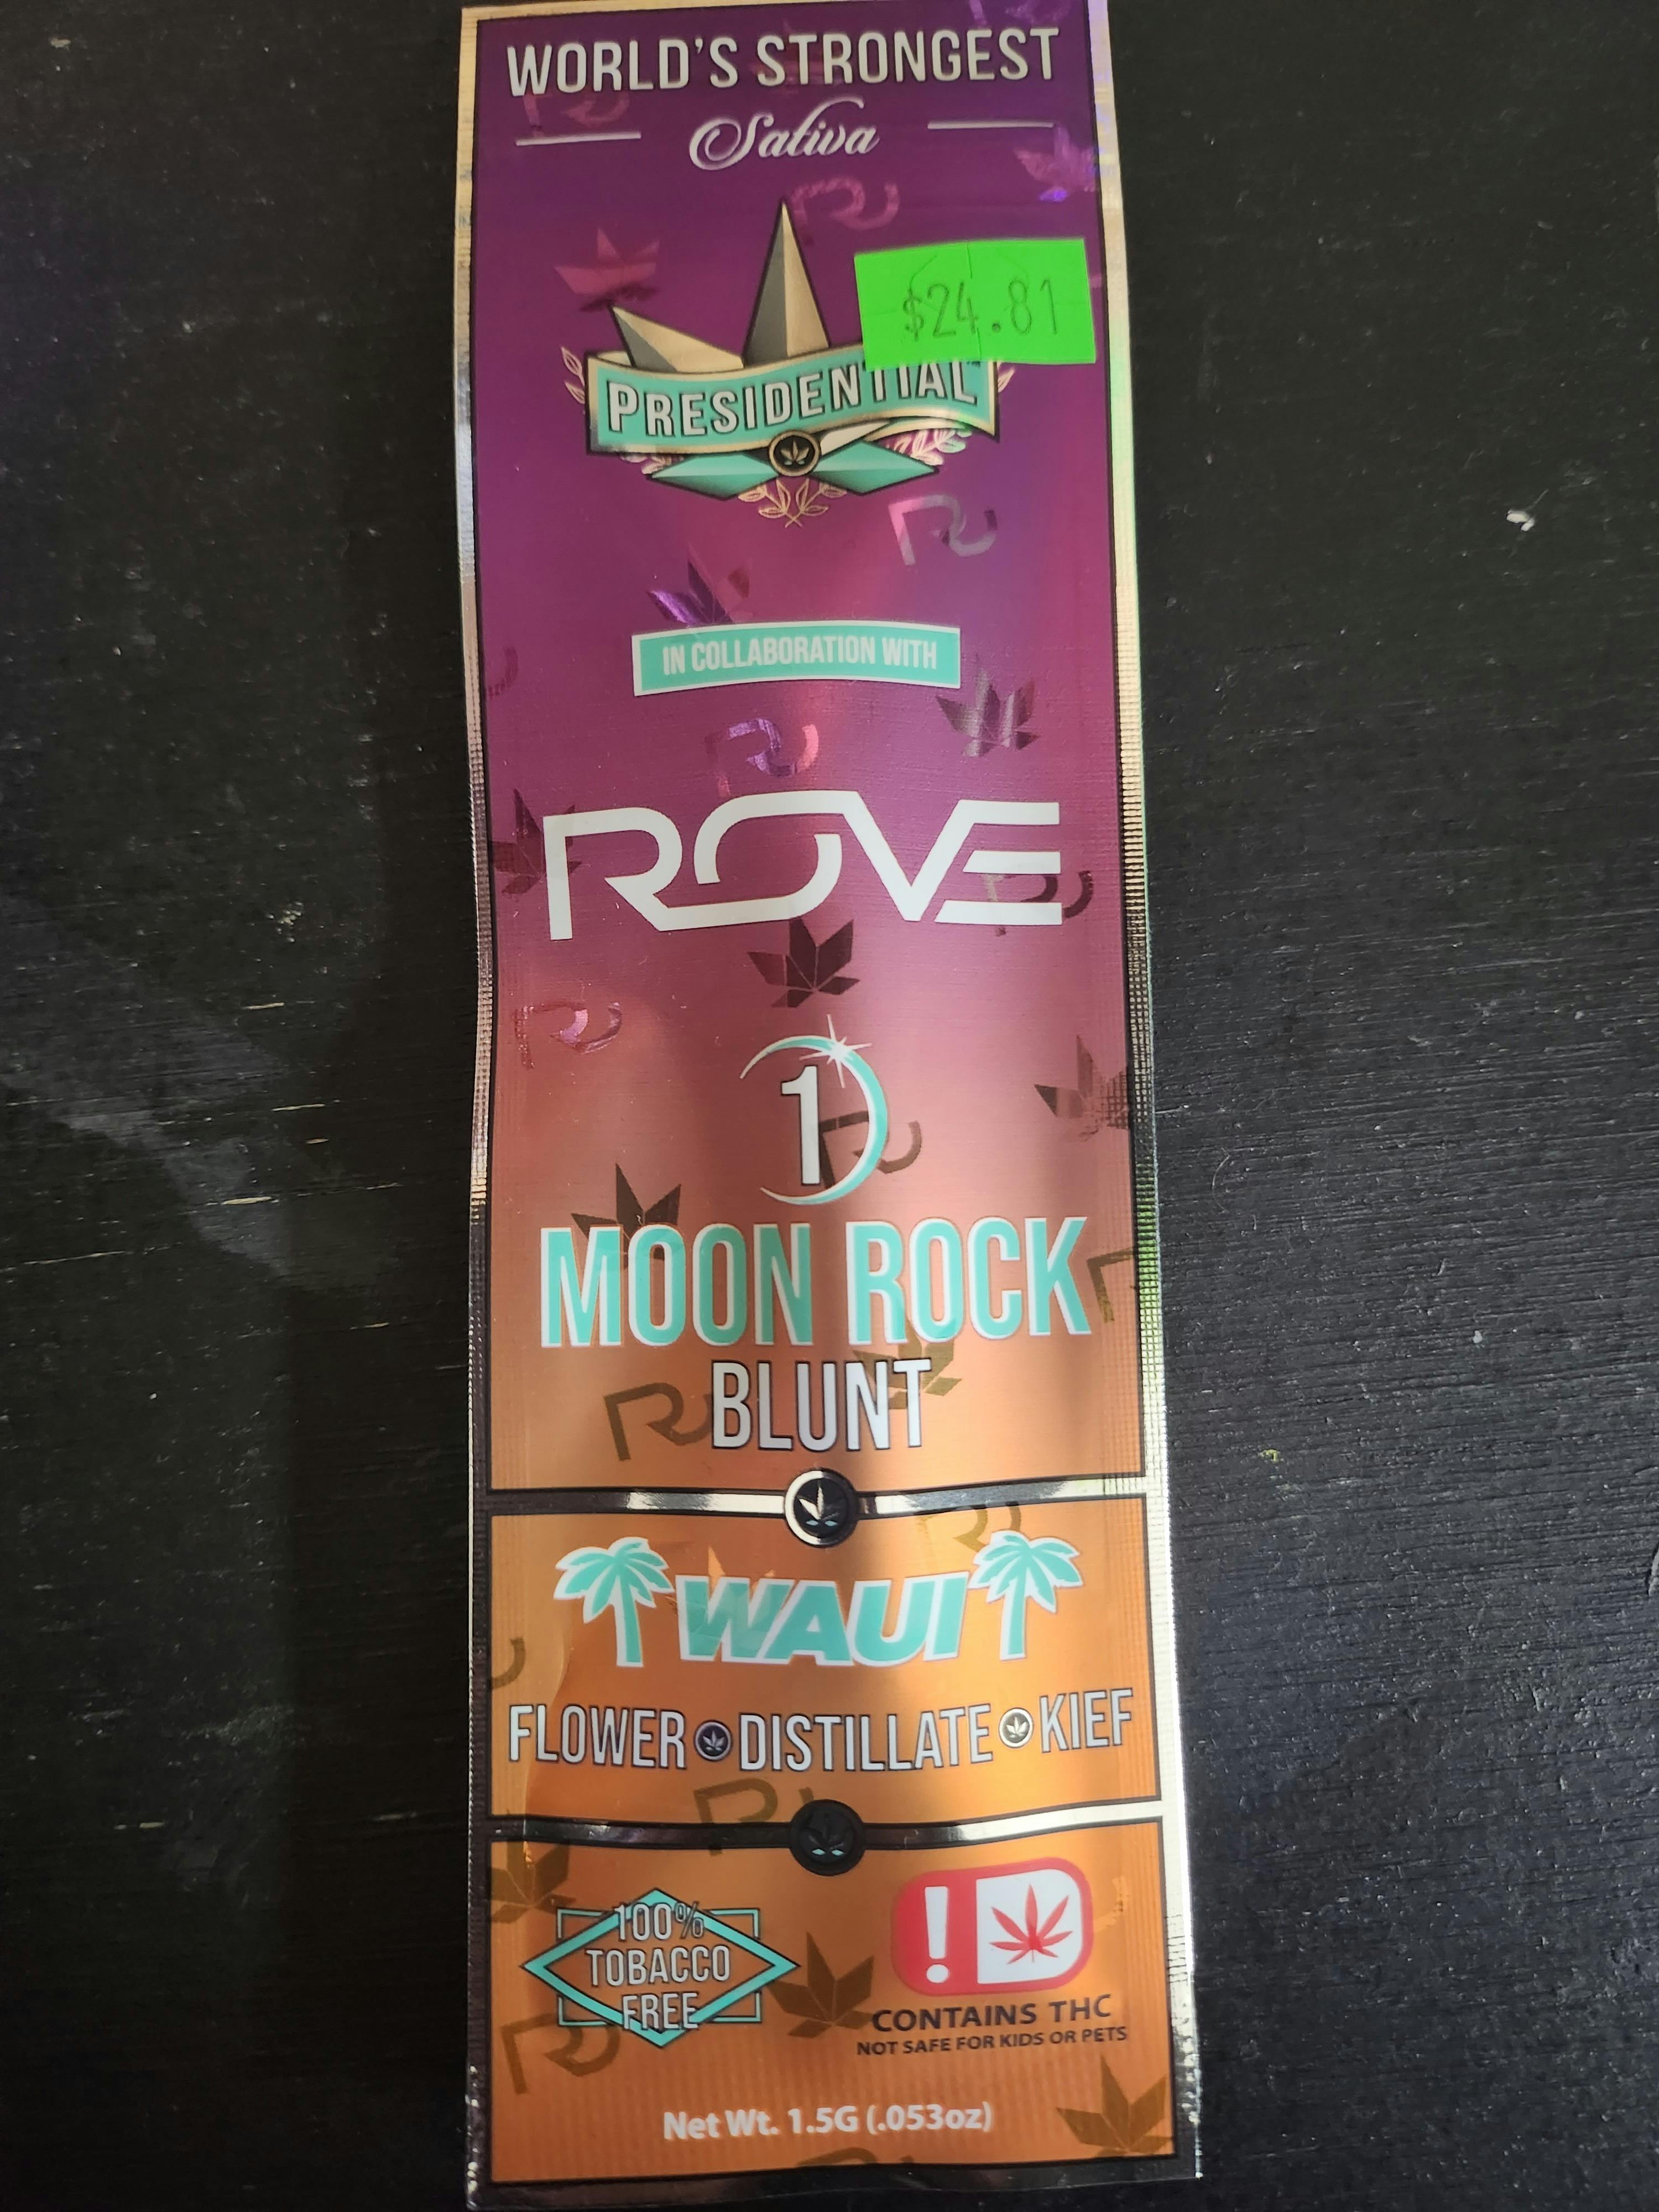 WORLD'S STRONGEST
Sativa
$24.81
PRESIDENTIAL
IN COLLABORATION WITH
ROVE
1
MOON ROCK
BLUNT
WAUI
FLOWER DISTILLATE KIEF
100%
TOBACCO
FREE
!
CONTAINS THC
NOT SAFE FOR KIDS OR PETS
Net Wt. 1.5G (.053oz)